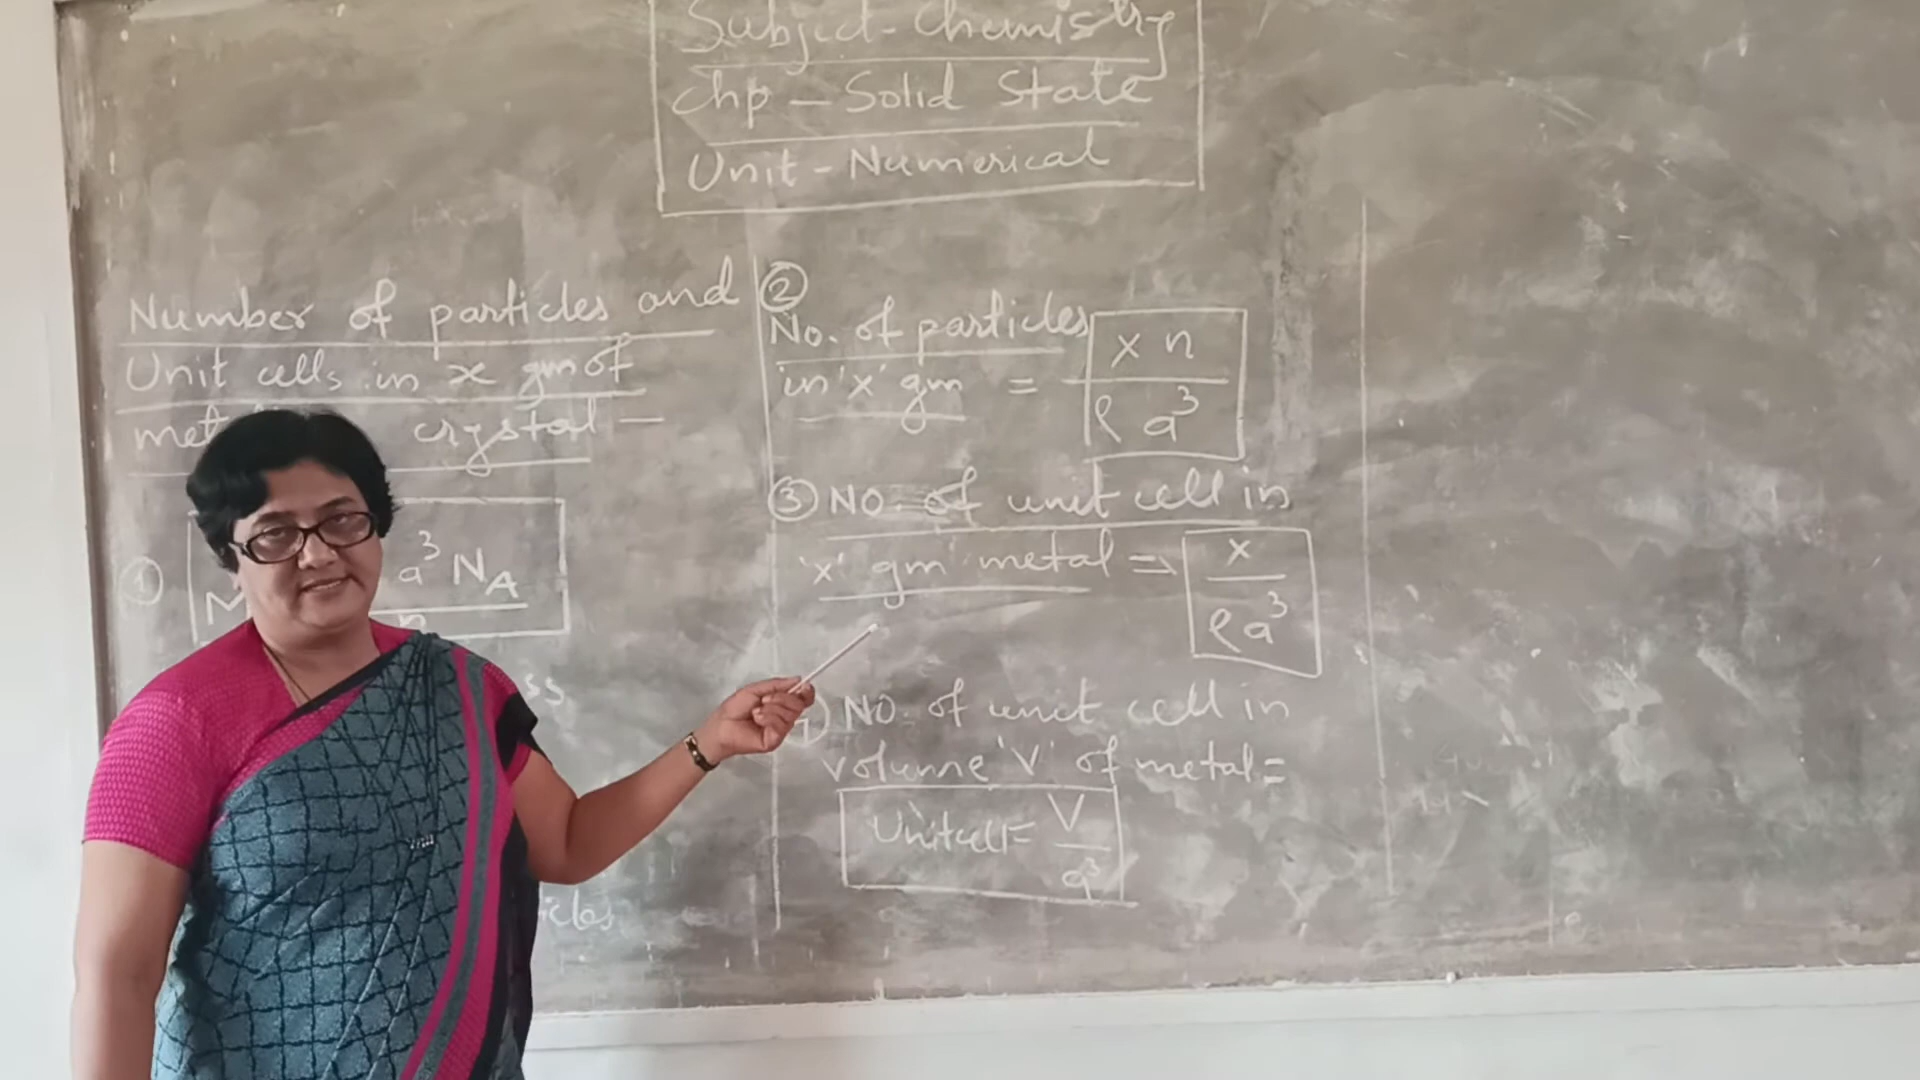 Subject-Chemistry
Chp - Solid State
Unit - Numerical
Number of particles and
Unit cells in x gm of
crystal -
① M a³ N_A
n
②
No. of particles
in 'x' gm = x n / ρ a³
③ No. of unit cell in
'x' gm metal => x / ρ a³
NO. of unit cell in
volume 'V' of metal =
Unitcell = V / a³